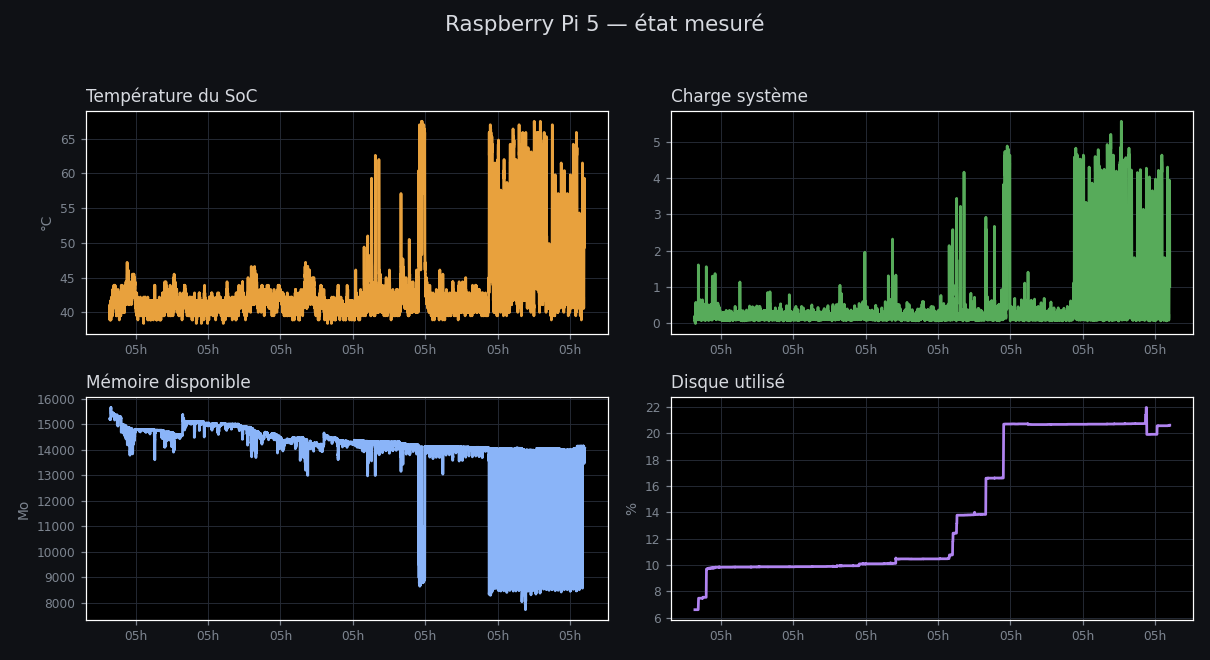 Raspberry Pi 5 — état mesuré
Température du SoC
°C
65
60
55
50
45
40
05h 05h 05h 05h 05h 05h 05h
Charge système
5
4
3
2
1
0
05h 05h 05h 05h 05h 05h 05h
Mémoire disponible
Mo
16000
15000
14000
13000
12000
11000
10000
9000
8000
05h 05h 05h 05h 05h 05h 05h
Disque utilisé
%
22
20
18
16
14
12
10
8
6
05h 05h 05h 05h 05h 05h 05h